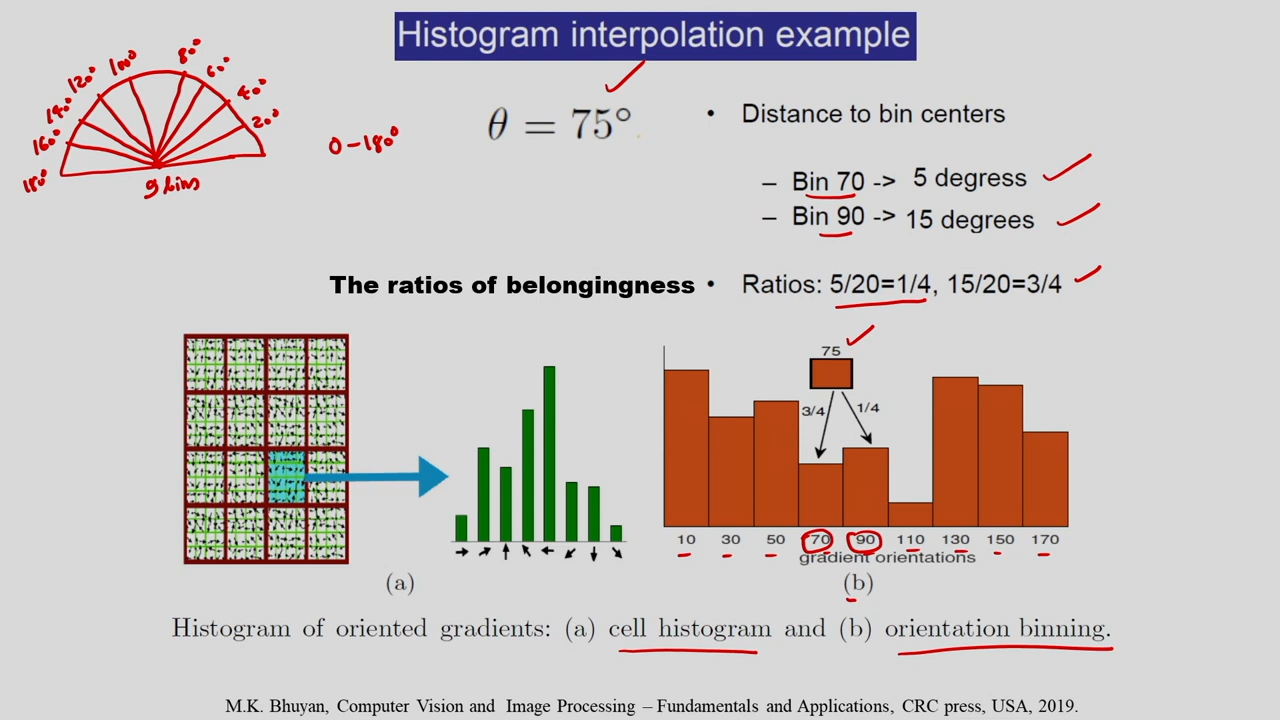 Histogram interpolation example
80°
100°
60°
120°
40°
140°
20°
160°
180°
9 bins
0-180°
θ = 75°
• Distance to bin centers
– Bin 70 -> 5 degress
– Bin 90 -> 15 degrees
The ratios of belongingness • Ratios: 5/20=1/4, 15/20=3/4
75
3/4 1/4
10 30 50 70 90 110 130 150 170
gradient orientations
(a) (b)
Histogram of oriented gradients: (a) cell histogram and (b) orientation binning.
M.K. Bhuyan, Computer Vision and Image Processing – Fundamentals and Applications, CRC press, USA, 2019.